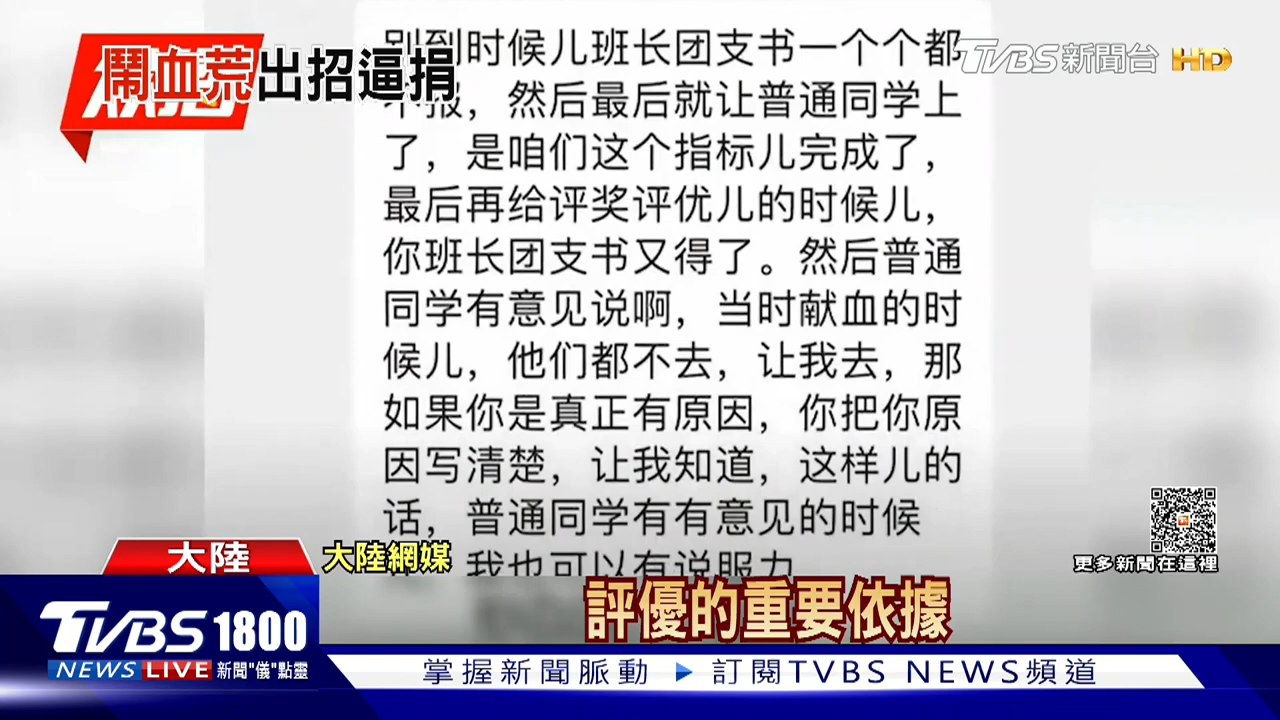 鬧血荒出招逼捐
TVBS新聞台 HD
别到时候儿班长团支书一个个都
不报，然后最后就让普通同学上
了，是咱们这个指标儿完成了，
最后再给评奖评优儿的时候儿，
你班长团支书又得了。然后普通
同学有意见说啊，当时献血的时
候儿，他们都不去，让我去，那
如果你是真正有原因，你把你原
因写清楚，让我知道，这样儿的
话，普通同学有有意见的时候
我也可以有说服力
更多新聞在這裡
大陸
大陸網媒
評優的重要依據
TVBS 1800
NEWS LIVE 新聞"儀"點靈
掌握新聞脈動 ▶ 訂閱TVBS NEWS頻道